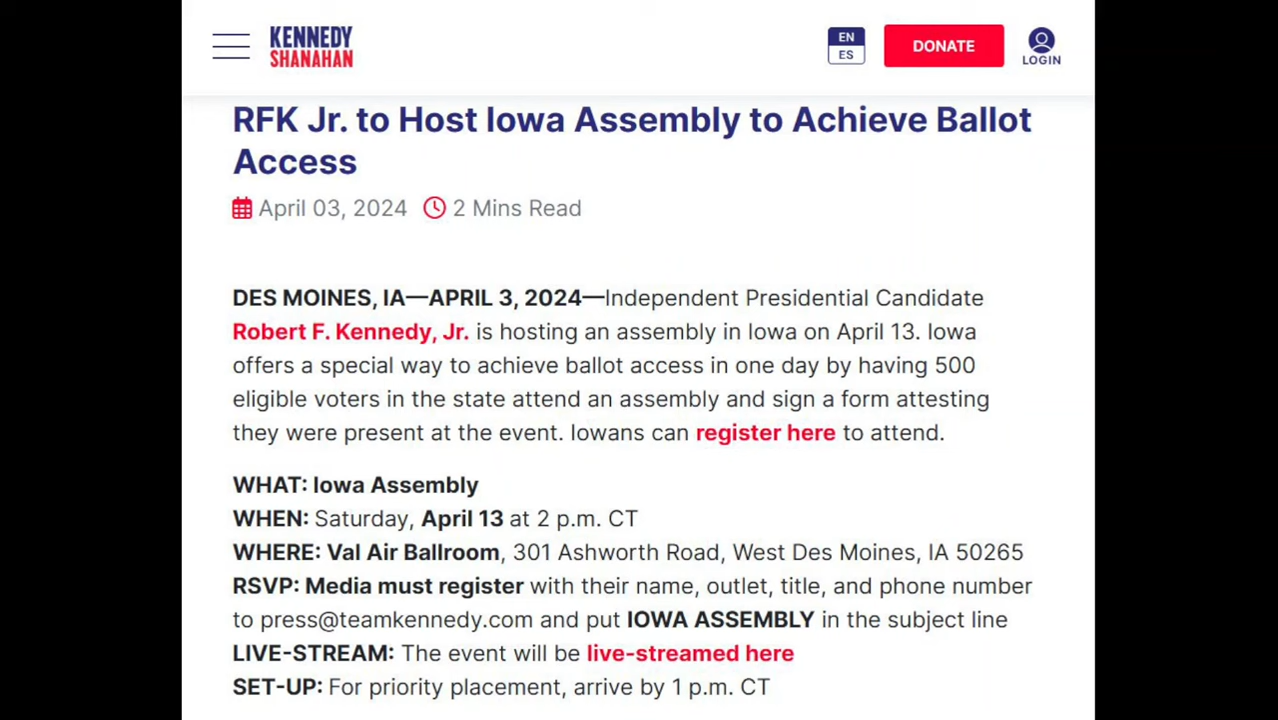 KENNEDY
SHANAHAN
EN
ES
DONATE
LOGIN
RFK Jr. to Host Iowa Assembly to Achieve Ballot
Access
April 03, 2024 2 Mins Read
DES MOINES, IA—APRIL 3, 2024—Independent Presidential Candidate
Robert F. Kennedy, Jr. is hosting an assembly in Iowa on April 13. Iowa
offers a special way to achieve ballot access in one day by having 500
eligible voters in the state attend an assembly and sign a form attesting
they were present at the event. Iowans can register here to attend.
WHAT: Iowa Assembly
WHEN: Saturday, April 13 at 2 p.m. CT
WHERE: Val Air Ballroom, 301 Ashworth Road, West Des Moines, IA 50265
RSVP: Media must register with their name, outlet, title, and phone number
to press@teamkennedy.com and put IOWA ASSEMBLY in the subject line
LIVE-STREAM: The event will be live-streamed here
SET-UP: For priority placement, arrive by 1 p.m. CT